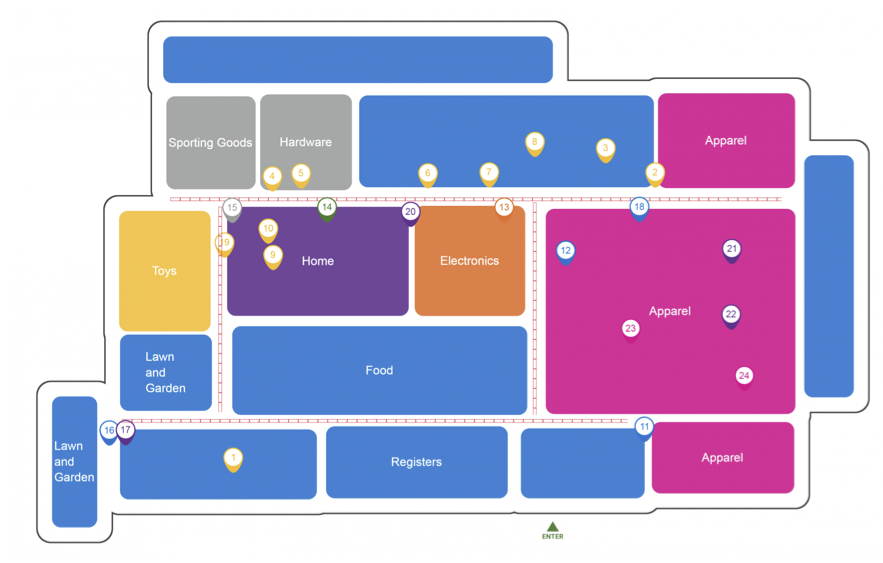 Sporting Goods
Hardware
Apparel
8
3
4
5
6
7
2
15
14
20
13
18
19
10
9
12
21
Toys
Home
Electronics
Apparel
22
23
24
Lawn
and
Garden
Food
16
17
11
1
Lawn
and
Garden
Registers
Apparel
ENTER